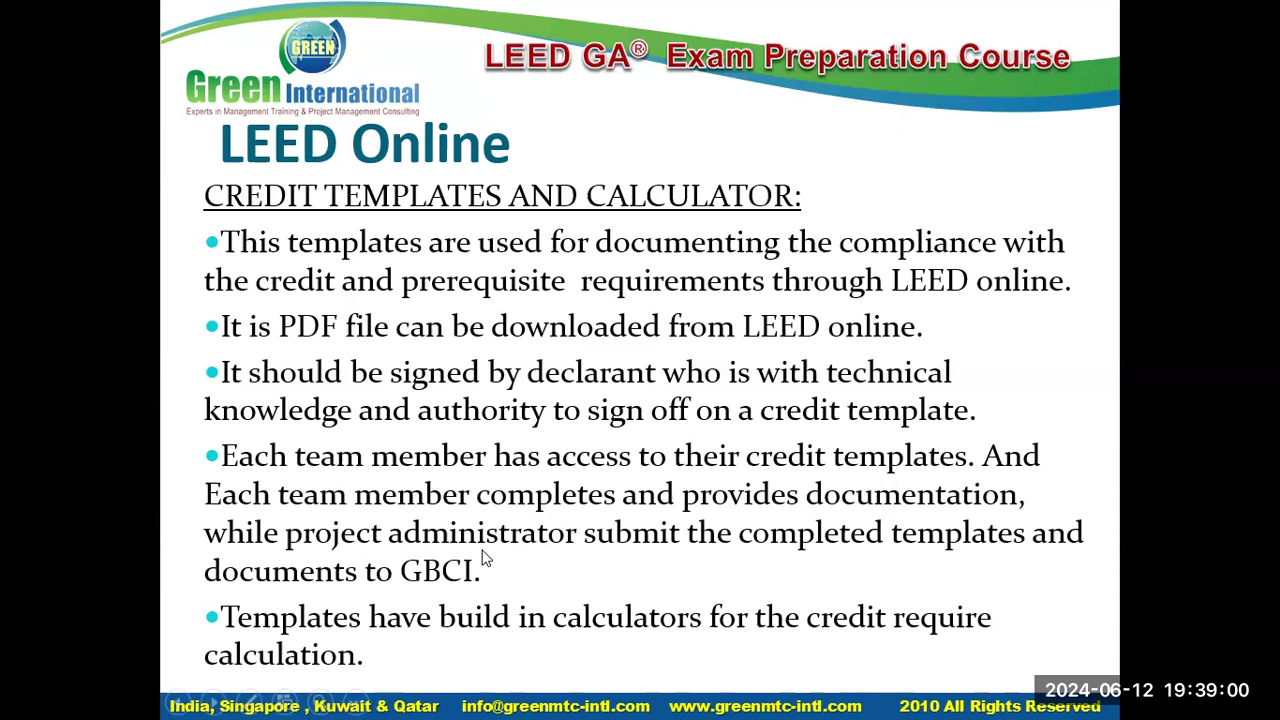 GREEN
Green International
Experts in Management Training & Project Management Consulting
LEED GA® Exam Preparation Course
LEED Online
CREDIT TEMPLATES AND CALCULATOR:
•This templates are used for documenting the compliance with
the credit and prerequisite requirements through LEED online.
•It is PDF file can be downloaded from LEED online.
•It should be signed by declarant who is with technical
knowledge and authority to sign off on a credit template.
•Each team member has access to their credit templates. And
Each team member completes and provides documentation,
while project administrator submit the completed templates and
documents to GBCI.
•Templates have build in calculators for the credit require
calculation.
2024-06-12 19:39:00
India, Singapore , Kuwait & Qatar info@greenmtc-intl.com www.greenmtc-intl.com 2010 All Rights Reserved